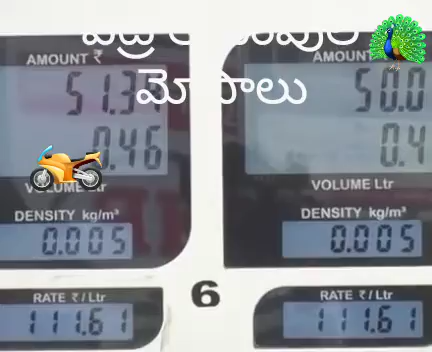 మోసాలు
AMOUNT ₹
51.3
0.46
VOLUME Ltr
DENSITY kg/m³
0.005
RATE ₹/Ltr
111.61
50.0
0.4
VOLUME Ltr
DENSITY kg/m³
0.005
RATE ₹/Ltr
111.61
6